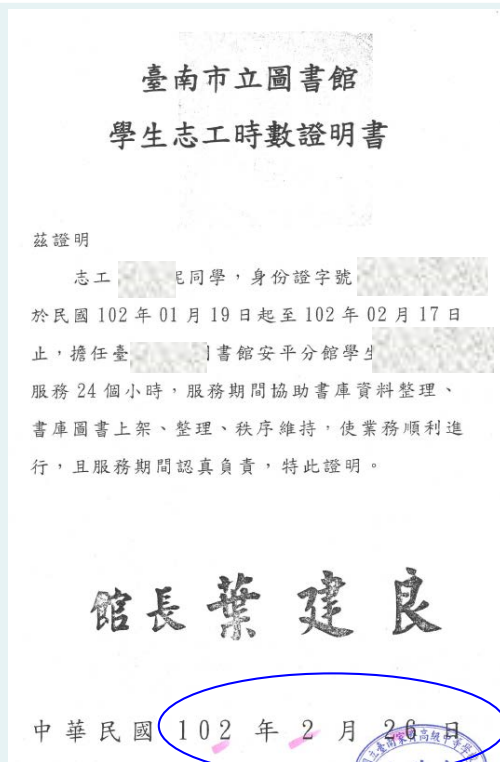 臺南市立圖書館
學生志工時數證明書
茲證明
志工 同學,身份證字號
於民國 102 年 01 月 19 日起至 102 年 02 月 17 日
止,擔任臺 書館安平分館學生
服務 24 個小時,服務期間協助書庫資料整理、
書庫圖書上架、整理、秩序維持,使業務順利進
行,且服務期間認真負責,特此證明。
館長 葉建良
中華民國 102 年 2 月 26 日